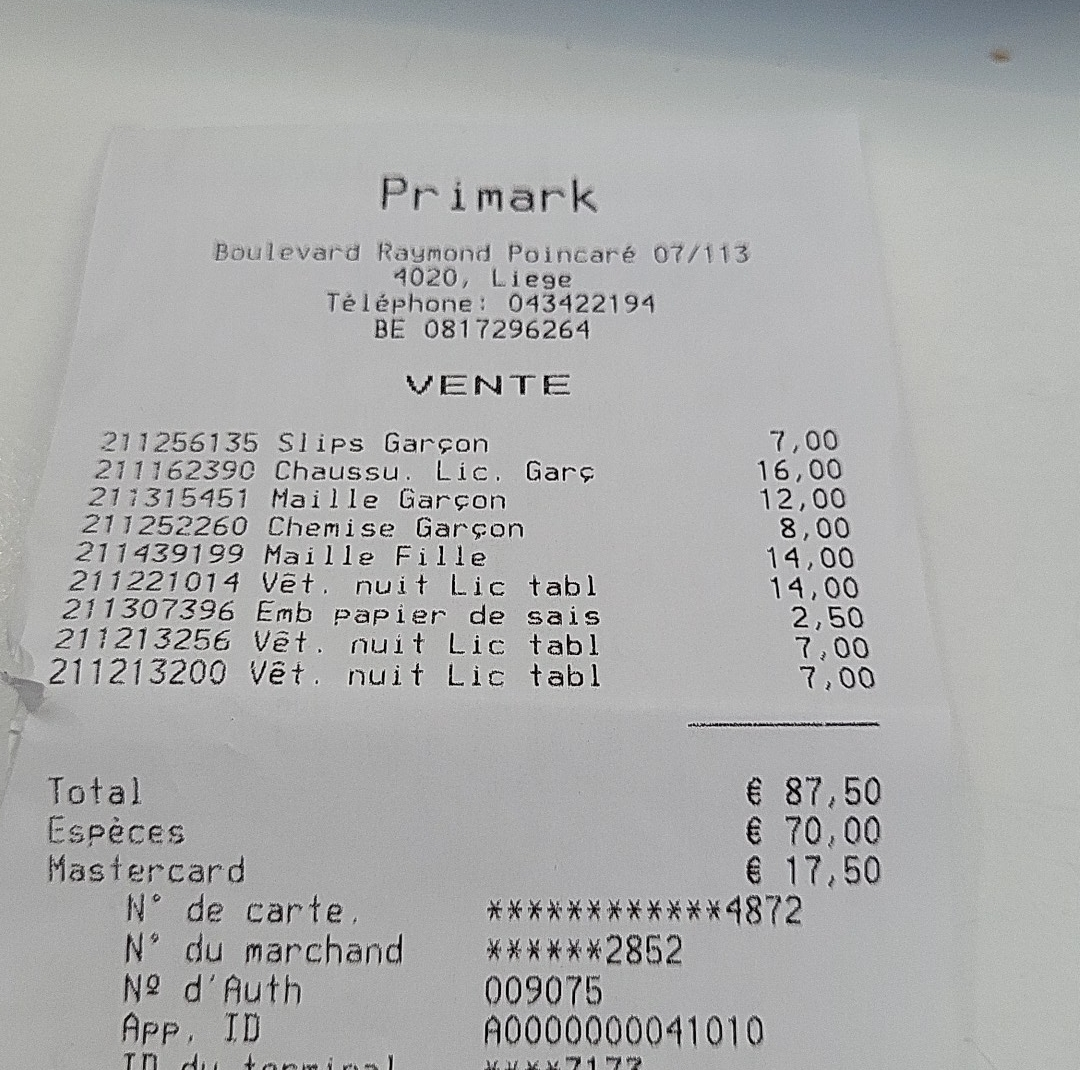 Primark
Boulevard Raymond Poincaré 07/113
4020, Liege
Téléphone: 043422194
BE 0817296264
VENTE
211256135 Slips Garçon 7,00
211162390 Chaussu. Lic. Garç 16,00
211315451 Maille Garçon 12,00
211252260 Chemise Garçon 8,00
211439199 Maille Fille 14,00
211221014 Vêt. nuit Lic tabl 14,00
211307396 Emb papier de sais 2,50
211213256 Vêt. nuit Lic tabl 7,00
211213200 Vêt. nuit Lic tabl 7,00
Total € 87,50
Espèces € 70,00
Mastercard € 17,50
N° de carte. ************4872
N° du marchand ******2852
Nº d'Auth 009075
App. ID A0000000041010
ID du terminal